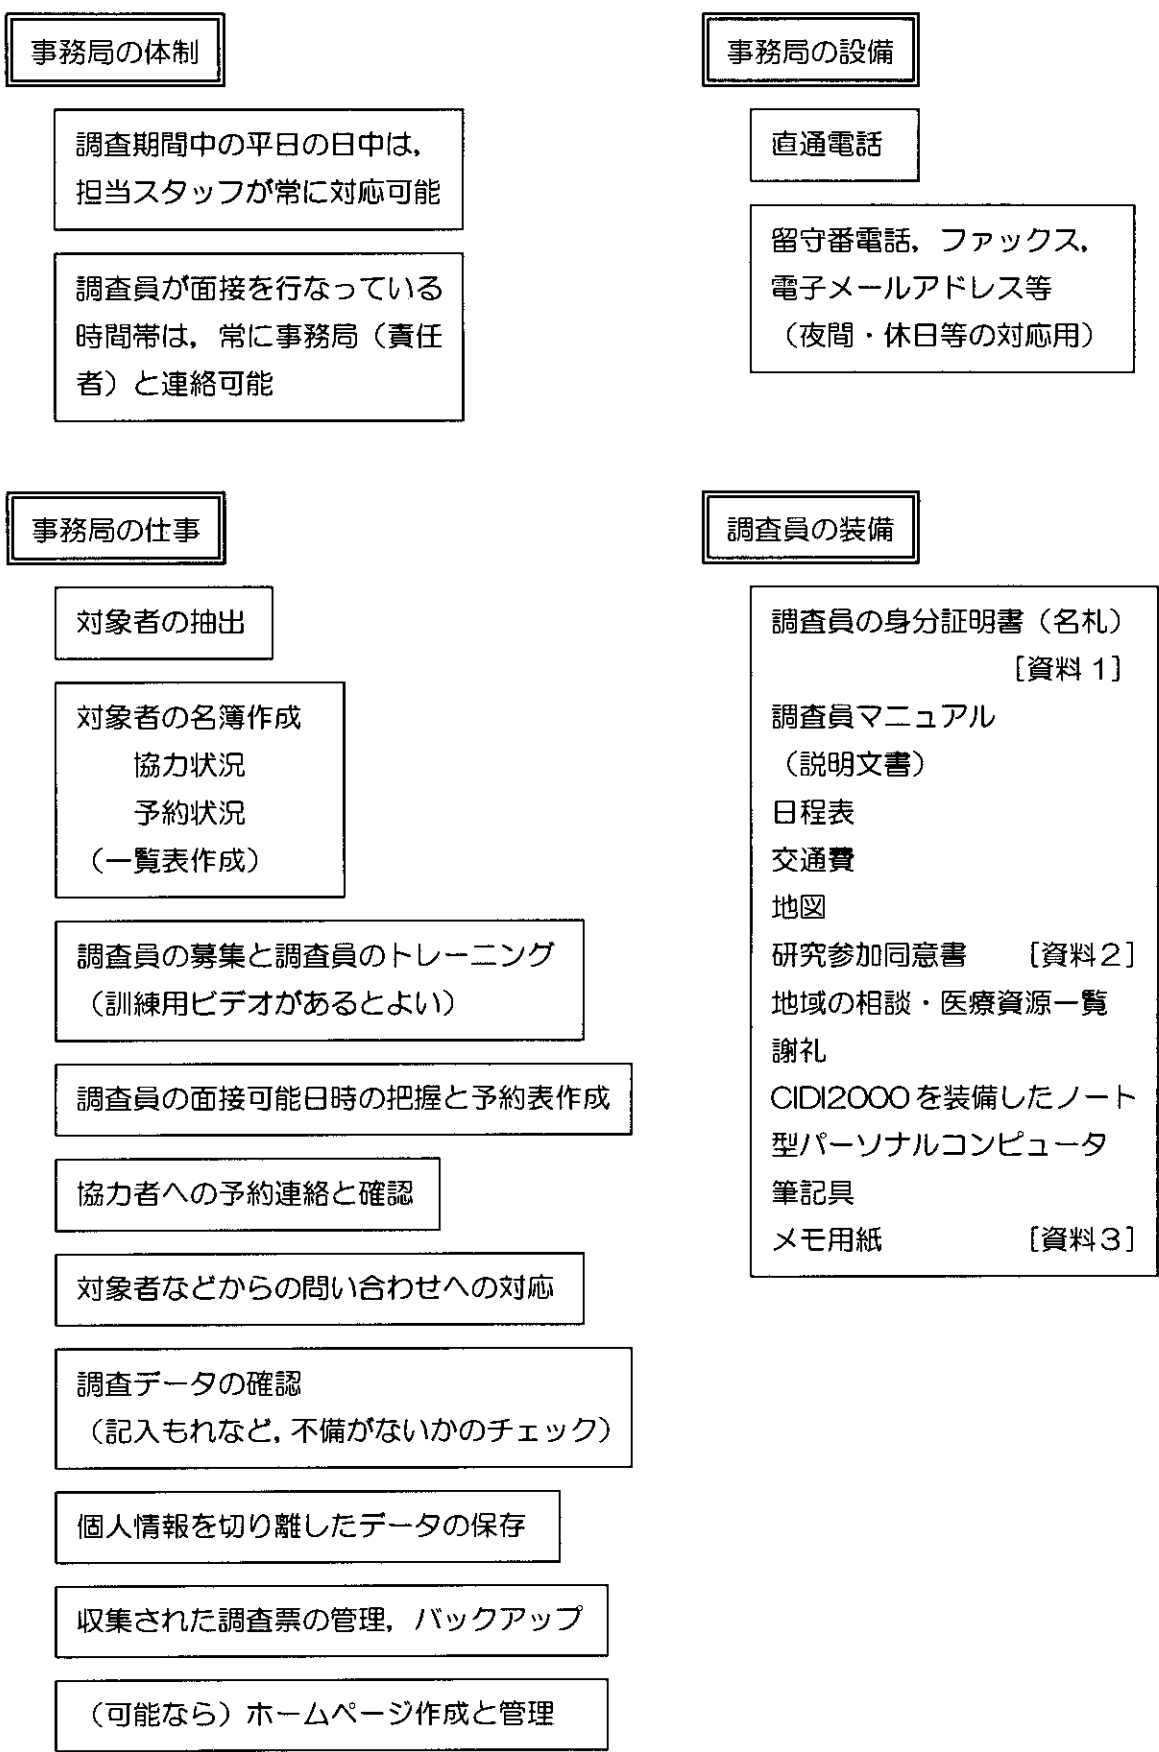 事務局の体制
調査期間中の平日の日中は，
担当スタッフが常に対応可能
調査員が面接を行なっている
時間帯は，常に事務局（責任
者）と連絡可能
事務局の設備
直通電話
留守番電話，ファックス，
電子メールアドレス等
（夜間・休日等の対応用）
事務局の仕事
対象者の抽出
対象者の名簿作成
協力状況
予約状況
（一覧表作成）
調査員の募集と調査員のトレーニング
（訓練用ビデオがあるとよい）
調査員の面接可能日時の把握と予約表作成
協力者への予約連絡と確認
対象者などからの問い合わせへの対応
調査データの確認
（記入もれなど，不備がないかのチェック）
個人情報を切り離したデータの保存
収集された調査票の管理，バックアップ
（可能なら）ホームページ作成と管理
調査員の装備
調査員の身分証明書（名札）
［資料１］
調査員マニュアル
（説明文書）
日程表
交通費
地図
研究参加同意書　［資料２］
地域の相談・医療資源一覧
謝礼
CIDI2000を装備したノート
型パーソナルコンピュータ
筆記具
メモ用紙　［資料３］